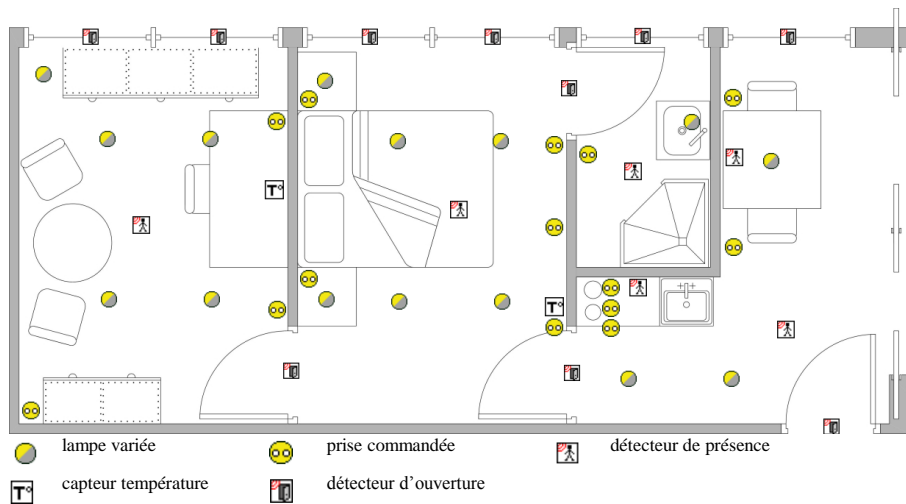 T°
T°
lampe variée
prise commandée
détecteur de présence
T°
capteur température
détecteur d'ouverture